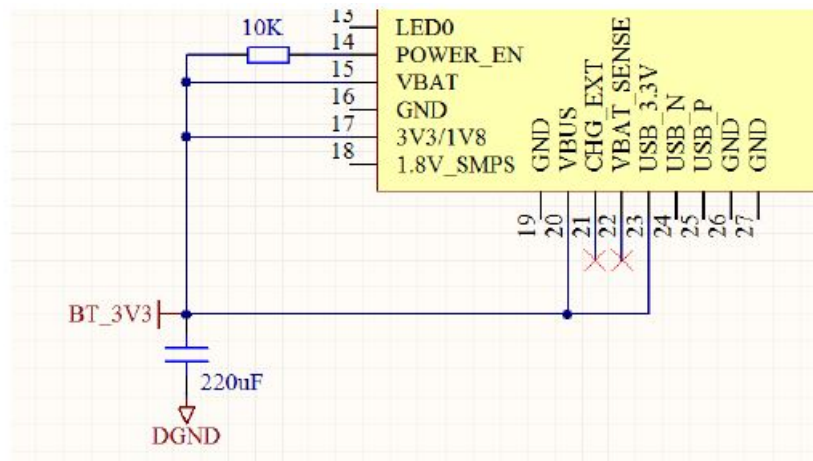 13 LED0
10K
14 POWER_EN
15 VBAT
16 GND
17 3V3/1V8
18 1.8V_SMPS
GND 19
VBUS 20
CHG_EXT 21
VBAT_SENSE 22
USB_3.3V 23
USB_N 24
USB_P 25
GND 26
GND 27
BT_3V3
220uF
DGND